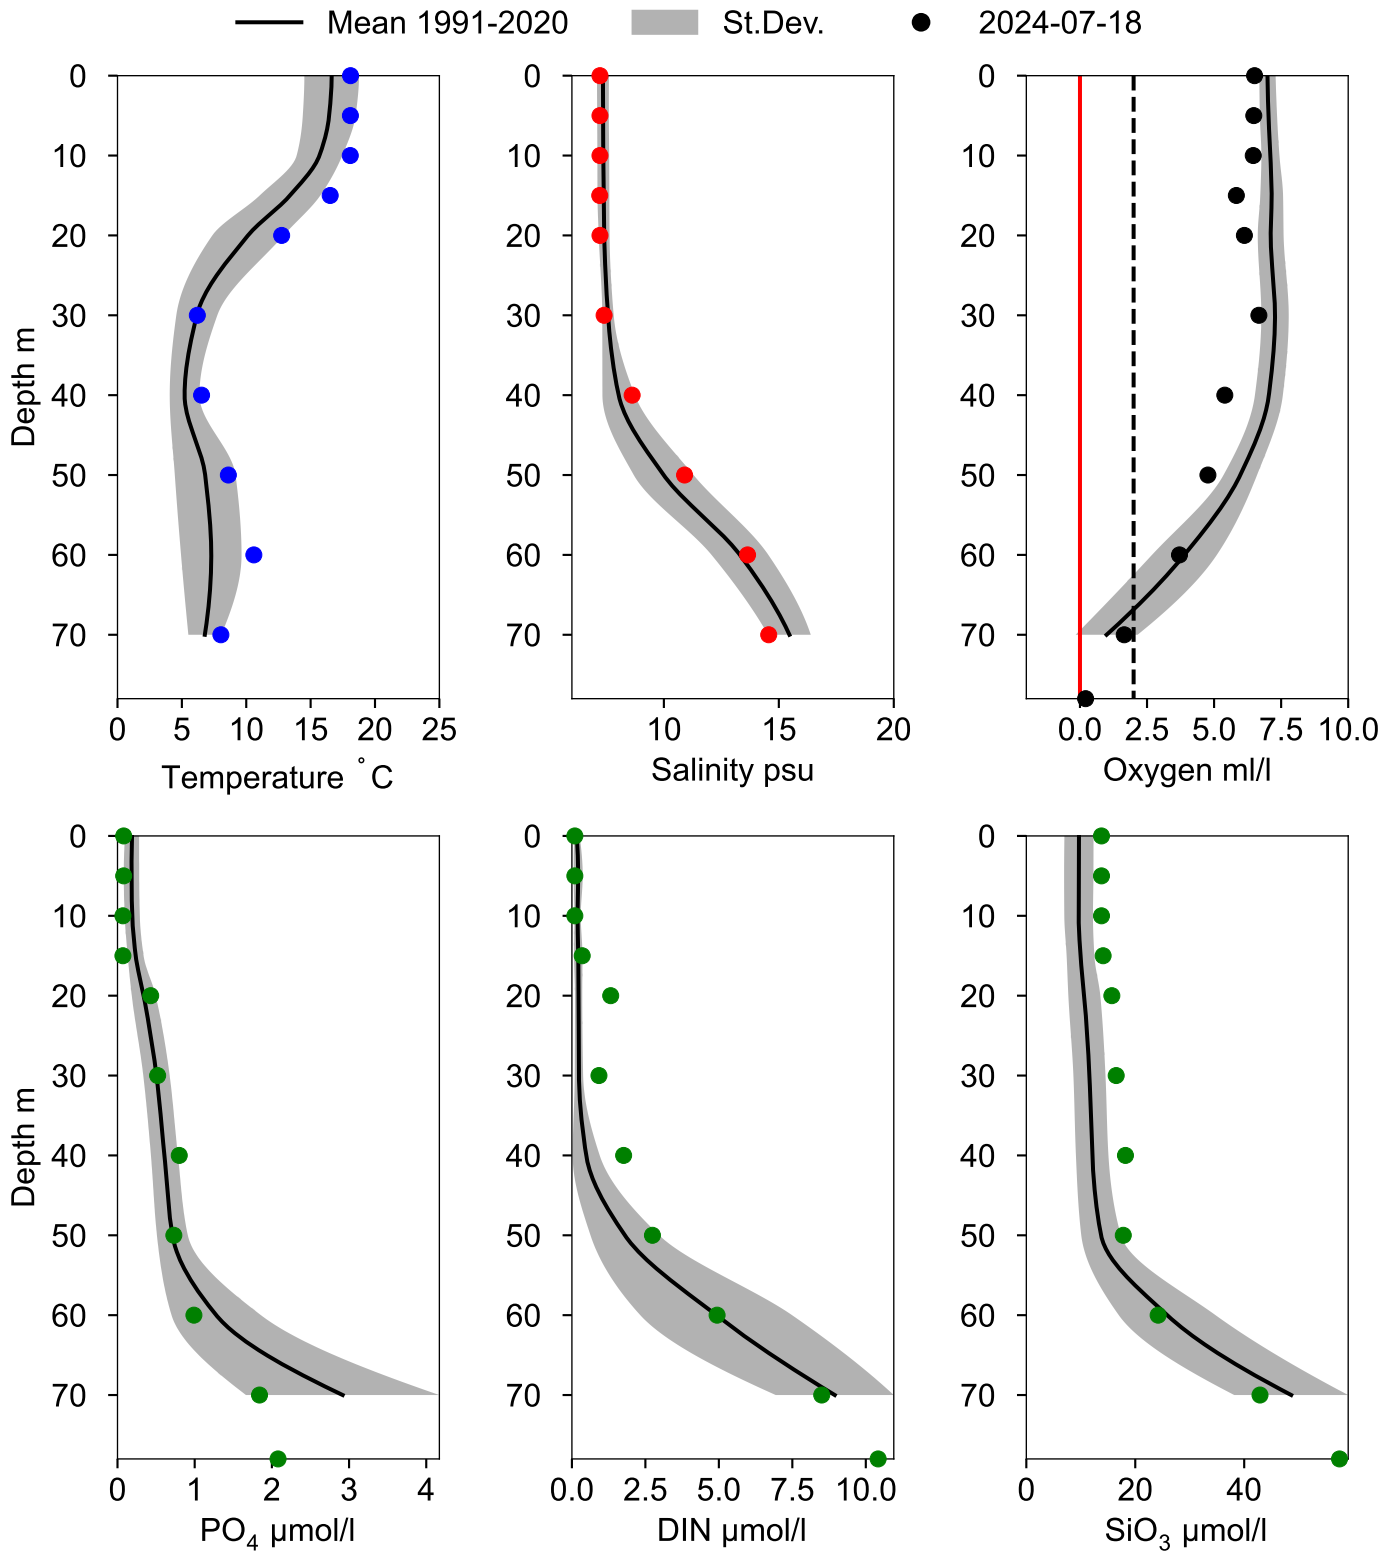 Mean 1991-2020 St.Dev. 2024-07-18
0 0 0
10 10 10
20 20 20
30 30 30
40 40 40
50 50 50
60 60 60
70 70 70
Depth m
0 5 10 15 20 25 10 15 20 0.0 2.5 5.0 7.5 10.0
Temperature °C Salinity psu Oxygen ml/l
0 0 0
10 10 10
20 20 20
30 30 30
40 40 40
50 50 50
60 60 60
70 70 70
Depth m
0 1 2 3 4 0.0 2.5 5.0 7.5 10.0 0 20 40
PO₄ µmol/l DIN µmol/l SiO₃ µmol/l